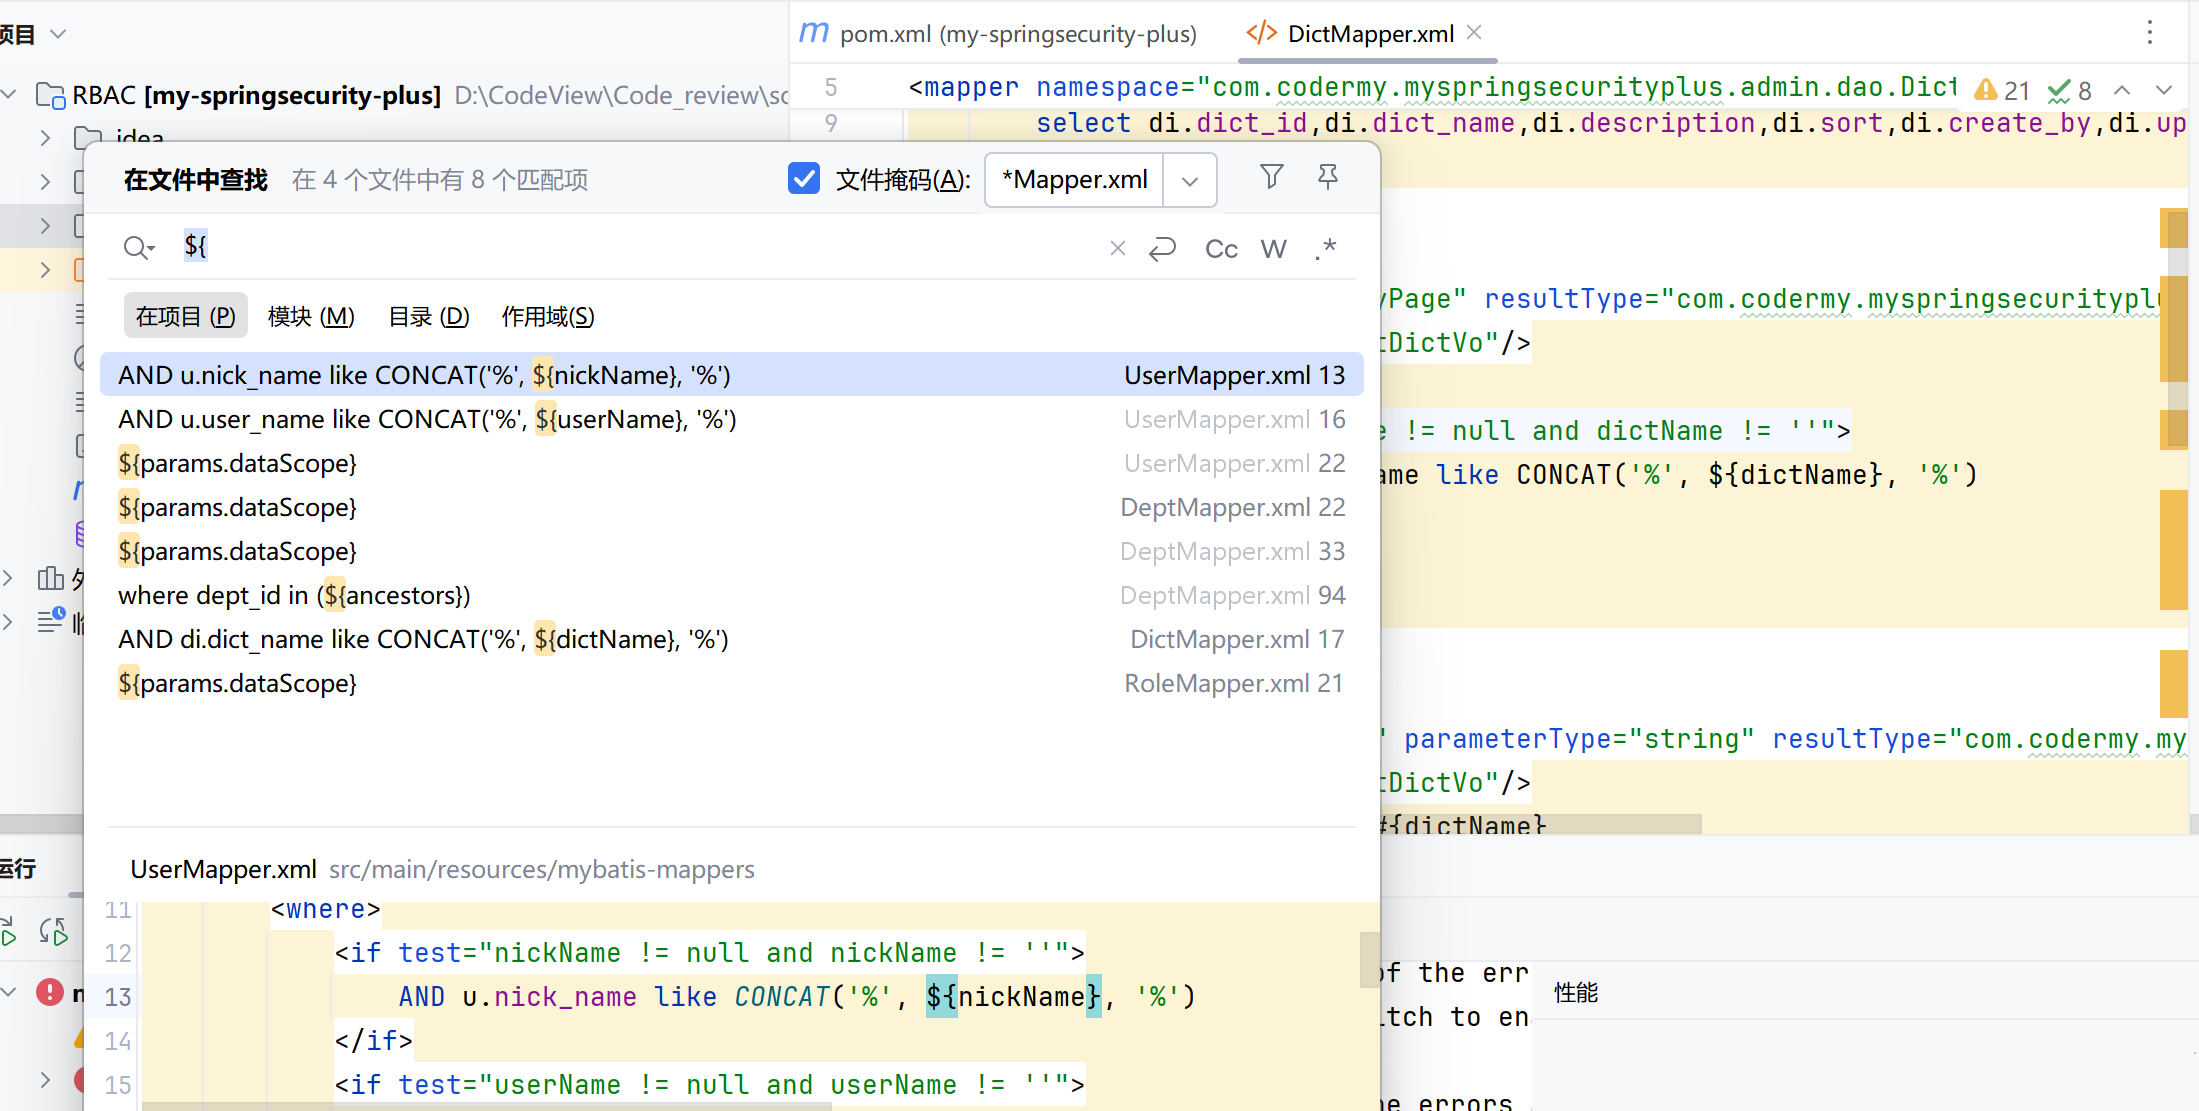 项目
pom.xml (my-springsecurity-plus)
DictMapper.xml
RBAC [my-springsecurity-plus] D:\CodeView\Code_review\sc
idea
5 <mapper namespace="com.codermy.myspringsecurityplus.admin.dao.Dict
21 8
9 select di.dict_id,di.dict_name,di.description,di.sort,di.create_by,di.up
在文件中查找 在 4 个文件中有 8 个匹配项
文件掩码(A): *Mapper.xml
${
Cc W .*
在项目 (P) 模块 (M) 目录 (D) 作用域(S)
AND u.nick_name like CONCAT('%', ${nickName}, '%') UserMapper.xml 13
AND u.user_name like CONCAT('%', ${userName}, '%') UserMapper.xml 16
${params.dataScope} UserMapper.xml 22
${params.dataScope} DeptMapper.xml 22
${params.dataScope} DeptMapper.xml 33
where dept_id in (${ancestors}) DeptMapper.xml 94
AND di.dict_name like CONCAT('%', ${dictName}, '%') DictMapper.xml 17
${params.dataScope} RoleMapper.xml 21
yPage" resultType="com.codermy.myspringsecurityplu
tDictVo"/>
e != null and dictName != ''">
ame like CONCAT('%', ${dictName}, '%')
" parameterType="string" resultType="com.codermy.my
tDictVo"/>
#{dictName}
UserMapper.xml src/main/resources/mybatis-mappers
11 <where>
12 <if test="nickName != null and nickName != ''">
13 AND u.nick_name like CONCAT('%', ${nickName}, '%')
14 </if>
15 <if test="userName != null and userName != ''">
运行
of the err
itch to en
he errors
性能